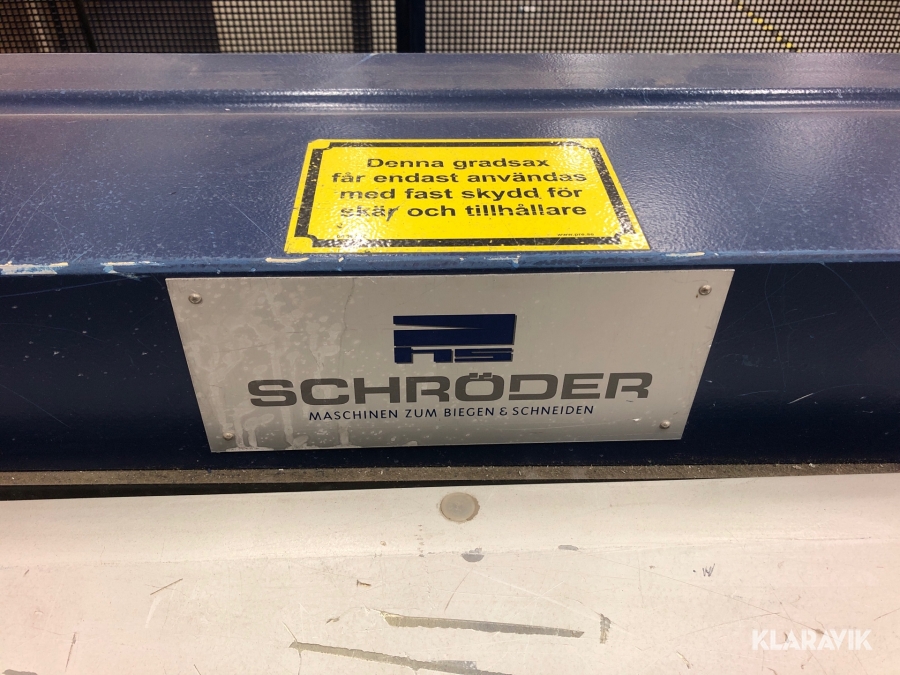 Denna gradsax
får endast användas
med fast skydd för
skär och tillhållare
hs
SCHRÖDER
MASCHINEN ZUM BIEGEN & SCHNEIDEN
KLARAVIK